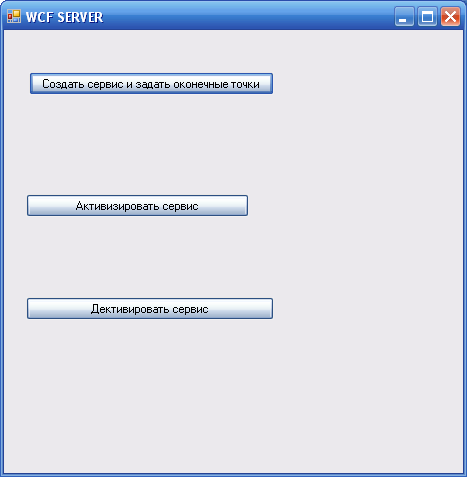 WCF SERVER
Создать сервис и задать оконечные точки
Активизировать сервис
Дективировать сервис